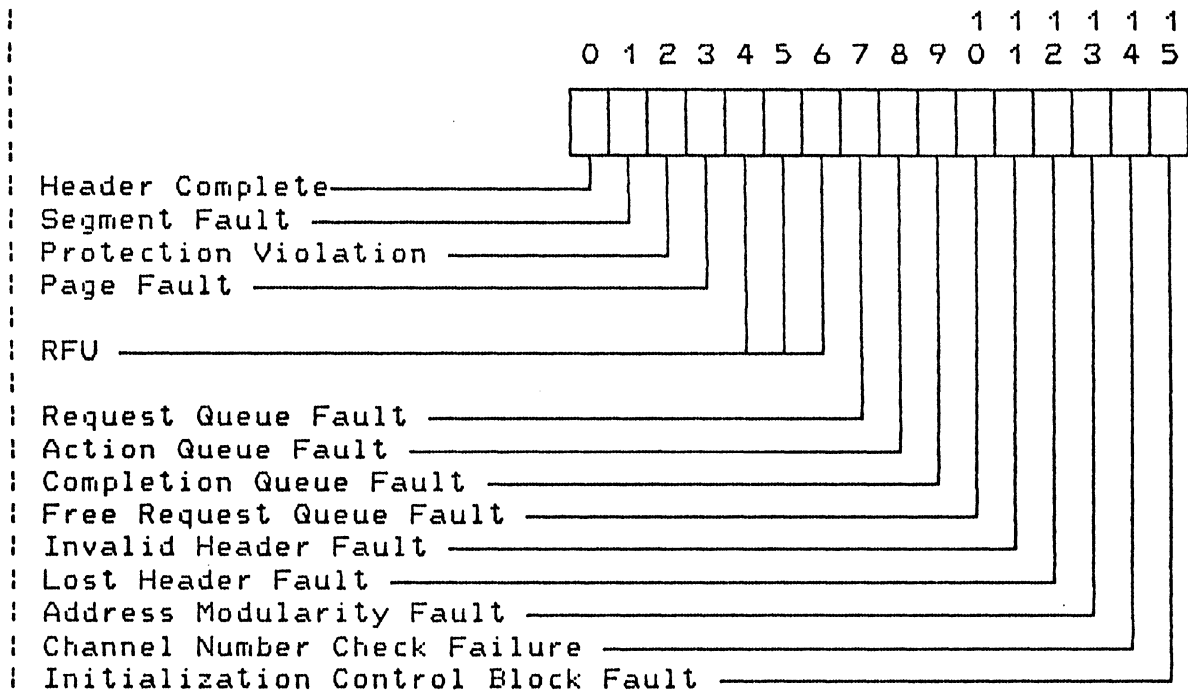 1 1 1 1 1 1
0 1 2 3 4 5 6 7 8 9 0 1 2 3 4 5
Header Complete
Segment Fault
Protection Violation
Page Fault
RFU
Request Queue Fault
Action Queue Fault
Completion Queue Fault
Free Request Queue Fault
Invalid Header Fault
Lost Header Fault
Address Modularity Fault
Channel Number Check Failure
Initialization Control Block Fault